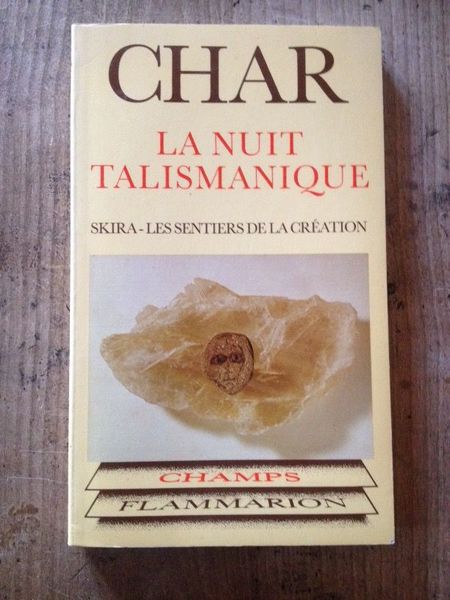 CHAR
LA NUIT
TALISMANIQUE
SKIRA-LES SENTIERS DE LA CRÉATION
CHAMPS
FLAMMARION